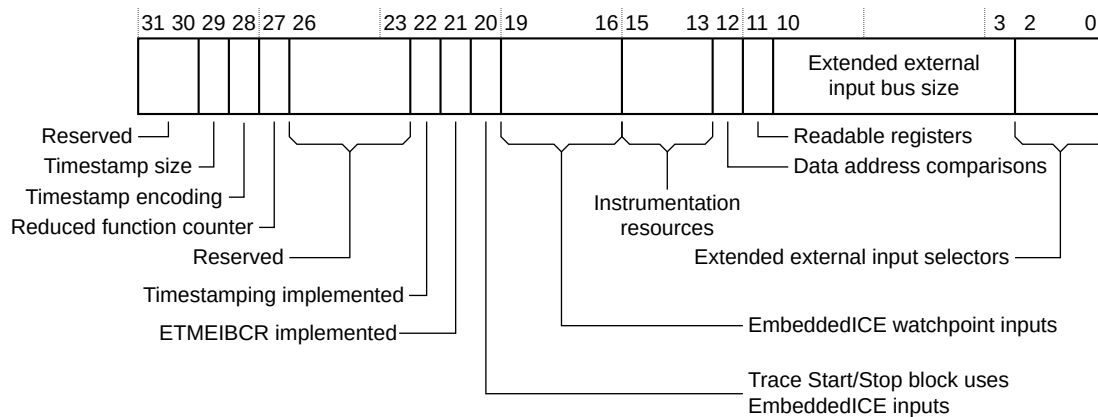 31 30 29 28 27 26 23 22 21 20 19 16 15 13 12 11 10 3 2 0
Extended external
input bus size
Reserved
Readable registers
Timestamp size
Data address comparisons
Timestamp encoding
Instrumentation
resources
Reduced function counter
Reserved
Extended external input selectors
Timestamping implemented
ETMEIBCR implemented
EmbeddedICE watchpoint inputs
Trace Start/Stop block uses
EmbeddedICE inputs